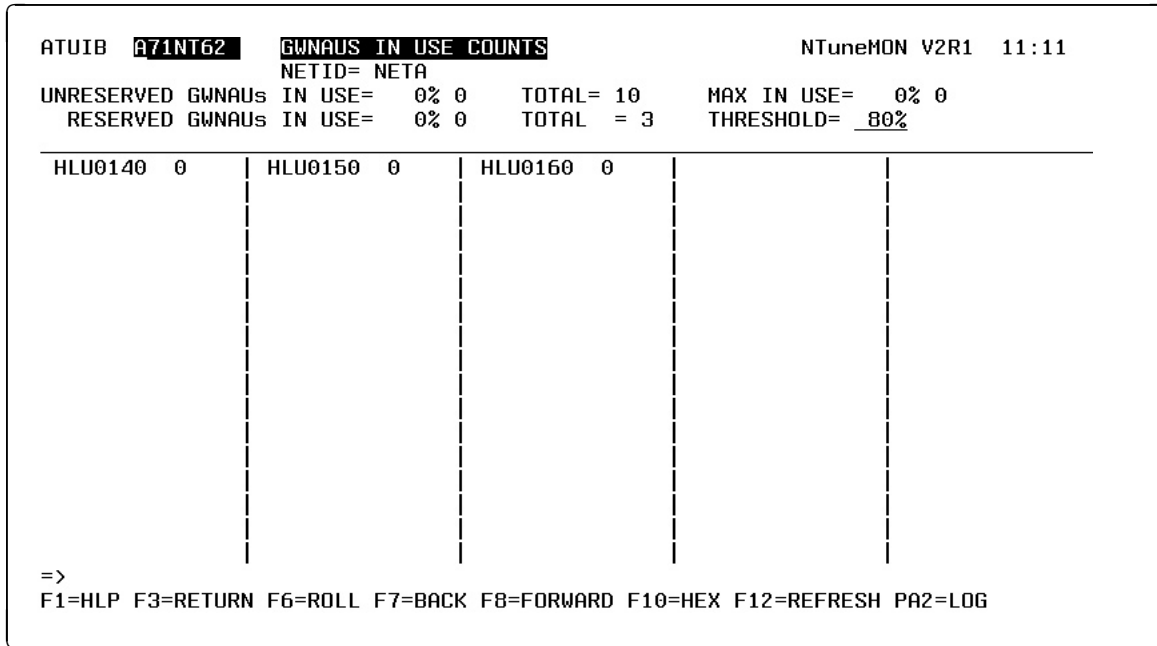 ATUIB  A71NT62    GWNAUS IN USE COUNTS                   NTuneMON V2R1  11:11
                  NETID= NETA
UNRESERVED GWNAUs IN USE=   0% 0    TOTAL= 10     MAX IN USE=   0% 0
  RESERVED GWNAUs IN USE=   0% 0    TOTAL  = 3    THRESHOLD=  80%
 HLU0140  0    | HLU0150  0    | HLU0160  0    |               |
=>
F1=HLP F3=RETURN F6=ROLL F7=BACK F8=FORWARD F10=HEX F12=REFRESH PA2=LOG